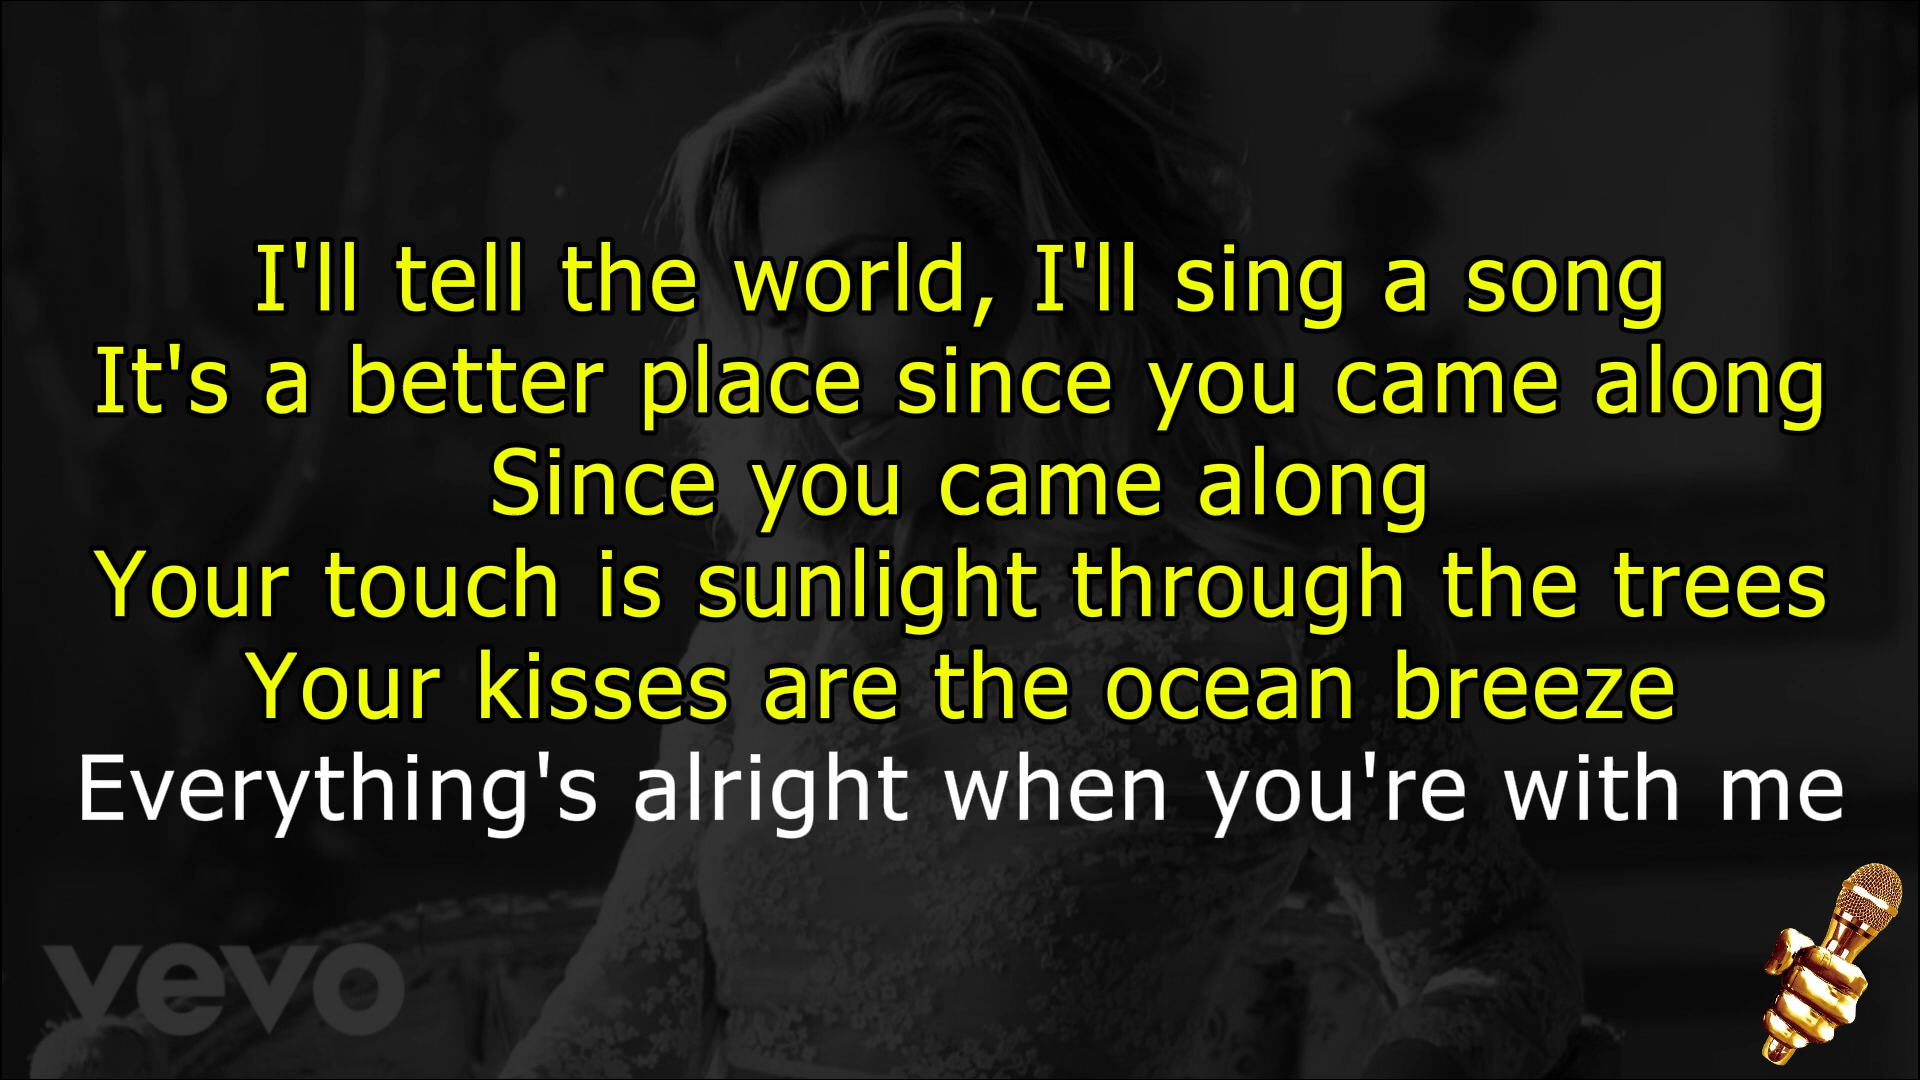 I'll tell the world, I'll sing a song
It's a better place since you came along
Since you came along
Your touch is sunlight through the trees
Your kisses are the ocean breeze
Everything's alright when you're with me
vevo